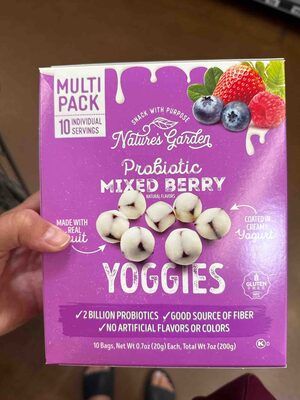 MULTI
PACK
10 INDIVIDUAL
SERVINGS
SNACK WITH PURPOSE
Nature's Garden
Probiotic
MIXED BERRY
NATURAL FLAVORS
MADE WITH
REAL
Fruit
COATED IN
CREAMY
Yogurt
YOGGIES
GLUTEN
FREE
✓2 BILLION PROBIOTICS ✓GOOD SOURCE OF FIBER
✓NO ARTIFICIAL FLAVORS OR COLORS
10 Bags, Net Wt 0.7oz (20g) Each, Total Wt 7oz (200g)
K D